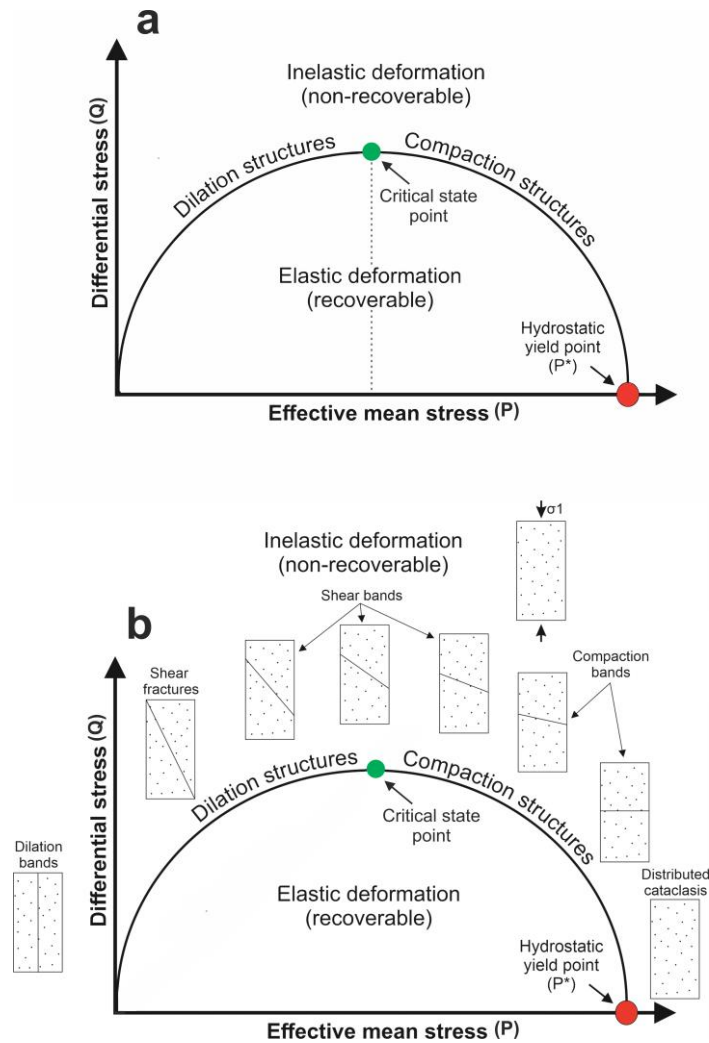 a
Inelastic deformation
(non-recoverable)
Differential stress (Q)
Dilation structures
Compaction structures
Critical state
point
Elastic deformation
(recoverable)
Hydrostatic
yield point
(P*)
Effective mean stress (P)
b
σ1
Inelastic deformation
(non-recoverable)
Shear bands
Shear
fractures
Compaction
bands
Differential stress (Q)
Dilation structures
Compaction structures
Critical state
point
Dilation
bands
Distributed
cataclasis
Elastic deformation
(recoverable)
Hydrostatic
yield point
(P*)
Effective mean stress (P)